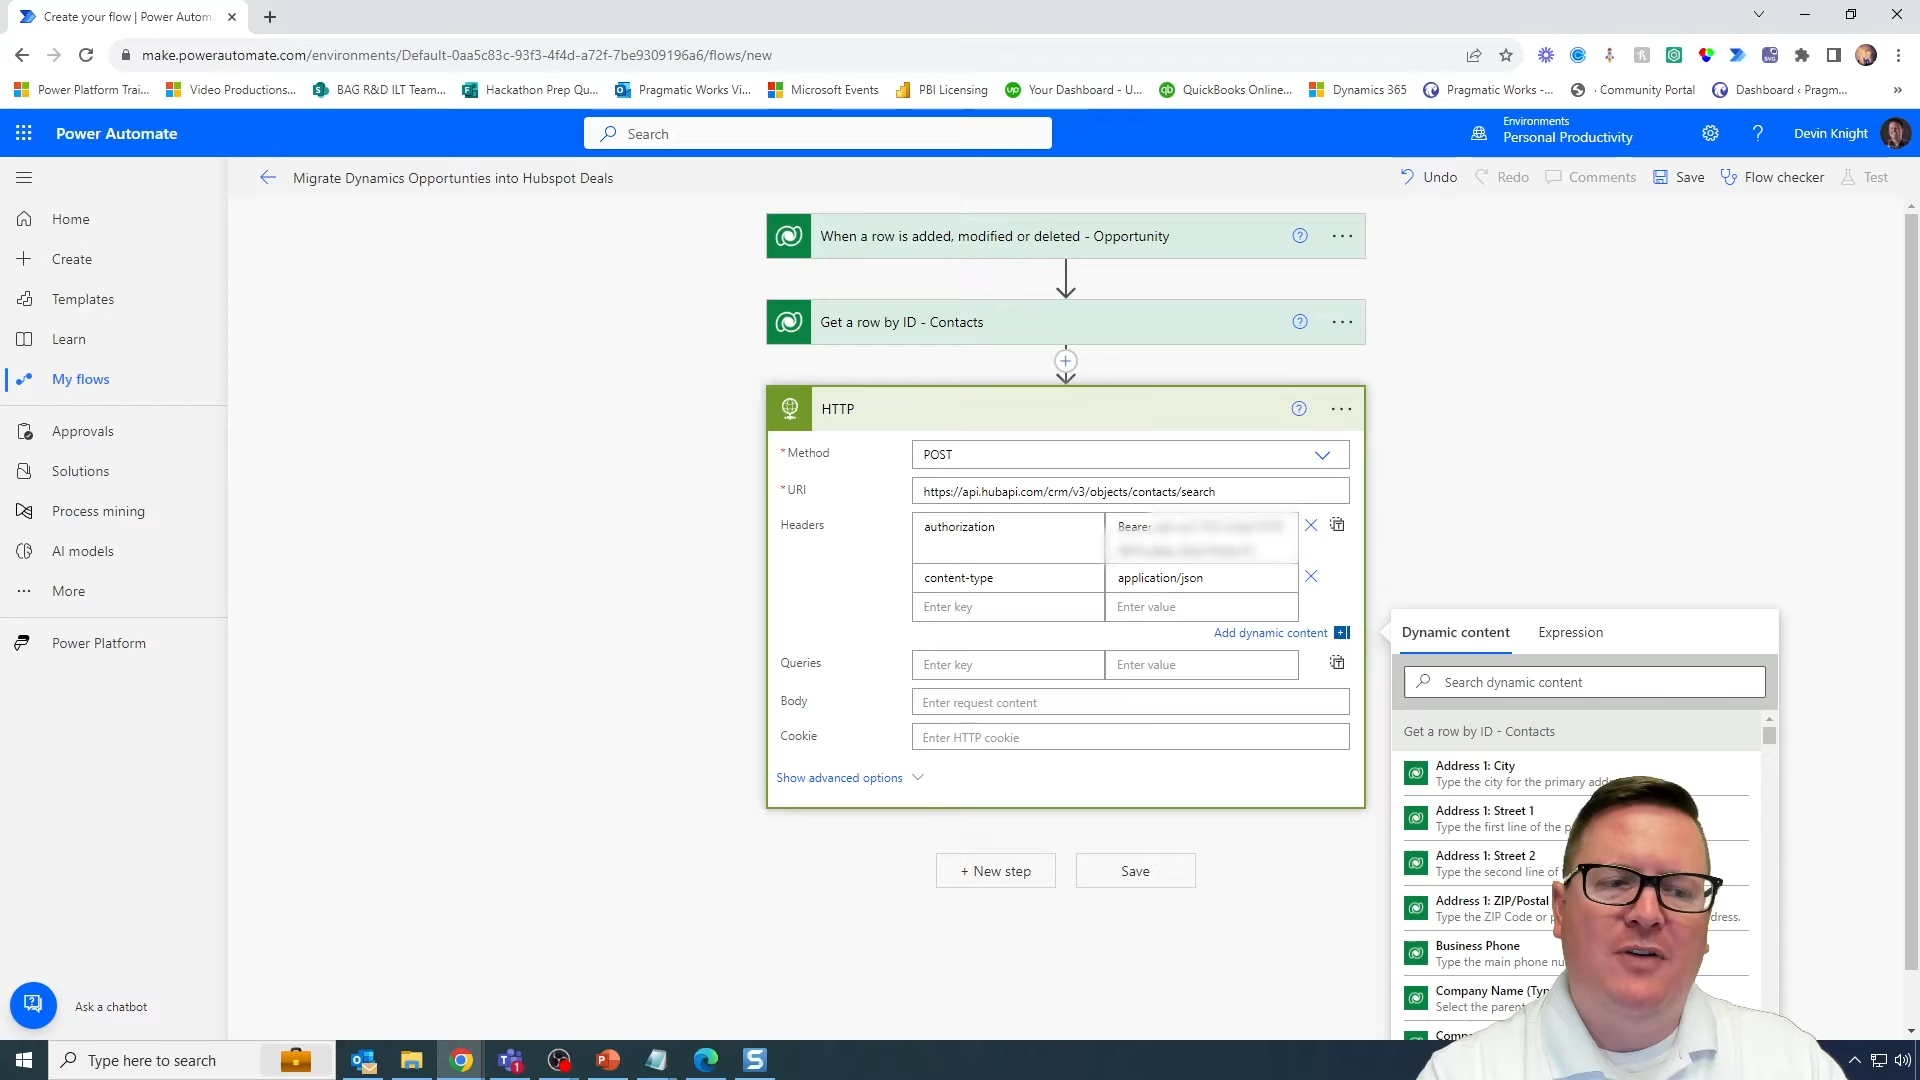 Create your flow | Power Autom
make.powerautomate.com/environments/Default-0aa5c83c-93f3-4f4d-a72f-7be9309196a6/flows/new
Power Platform Trai...
Video Productions...
BAG R&D ILT Team...
Hackathon Prep Qu...
Pragmatic Works Vi...
Microsoft Events
PBI Licensing
Your Dashboard - U...
QuickBooks Online...
Dynamics 365
Pragmatic Works -...
· Community Portal
Dashboard ‹ Pragm...
»
Power Automate
Search
Environments
Personal Productivity
Devin Knight
Migrate Dynamics Opportunties into Hubspot Deals
Undo
Redo
Comments
Save
Flow checker
Test
Home
Create
Templates
Learn
My flows
Approvals
Solutions
Process mining
AI models
More
Power Platform
Ask a chatbot
When a row is added, modified or deleted - Opportunity
Get a row by ID - Contacts
HTTP
* Method
POST
* URI
https://api.hubapi.com/crm/v3/objects/contacts/search
Headers
authorization
Bearer
content-type
application/json
Enter key
Enter value
Add dynamic content
Queries
Enter key
Enter value
Body
Enter request content
Cookie
Enter HTTP cookie
Show advanced options
+ New step
Save
Dynamic content
Expression
Search dynamic content
Get a row by ID - Contacts
Address 1: City
Type the city for the primary
Address 1: Street 1
Type the first line of the
Address 1: Street 2
Type the second line of
Address 1: ZIP/Postal
Type the ZIP Code or
Business Phone
Type the main phone
Company Name
Select the parent
Type here to search